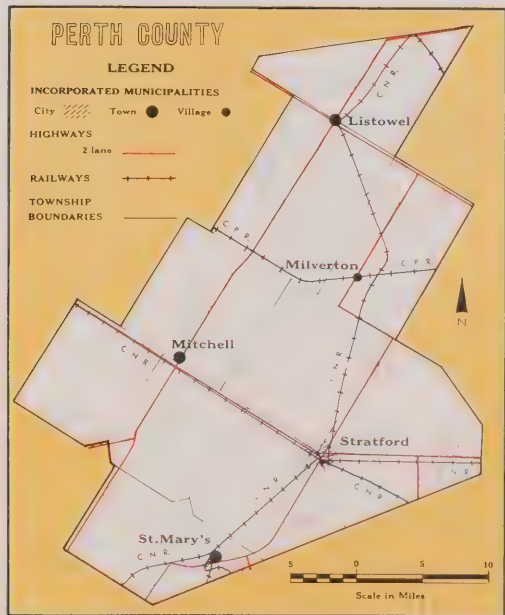 PERTH COUNTY
LEGEND
INCORPORATED MUNICIPALITIES
City Town Village
HIGHWAYS
2 lane
RAILWAYS
TOWNSHIP
BOUNDARIES
C N R.
Listowel
C P R.
Milverton
C P R.
N
Mitchell
C N R.
N R.
Stratford
N R.
N R.
C N R.
St.Mary's
C N R.
5 0 5 10
Scale in Miles